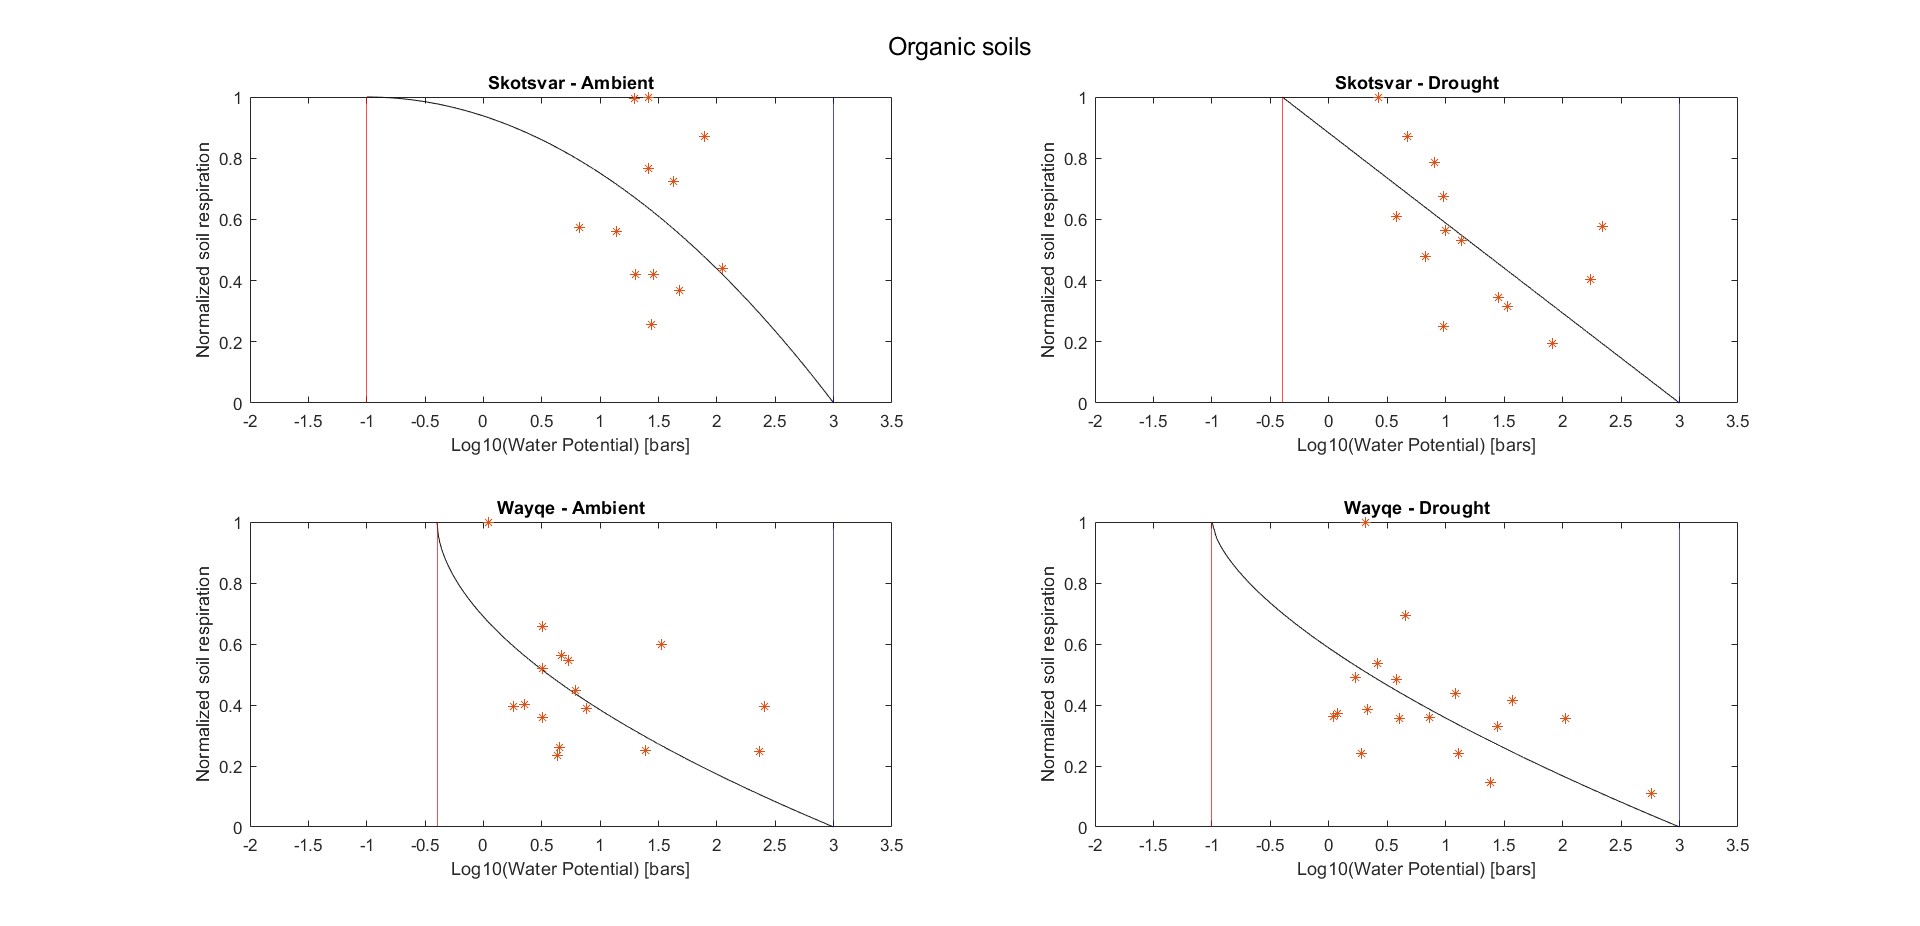 Organic soils
Skotsvar - Ambient
Normalized soil respiration
1
0.8
0.6
0.4
0.2
0
-2 -1.5 -1 -0.5 0 0.5 1 1.5 2 2.5 3 3.5
Log10(Water Potential) [bars]
Skotsvar - Drought
Normalized soil respiration
1
0.8
0.6
0.4
0.2
0
-2 -1.5 -1 -0.5 0 0.5 1 1.5 2 2.5 3 3.5
Log10(Water Potential) [bars]
Wayqe - Ambient
Normalized soil respiration
1
0.8
0.6
0.4
0.2
0
-2 -1.5 -1 -0.5 0 0.5 1 1.5 2 2.5 3 3.5
Log10(Water Potential) [bars]
Wayqe - Drought
Normalized soil respiration
1
0.8
0.6
0.4
0.2
0
-2 -1.5 -1 -0.5 0 0.5 1 1.5 2 2.5 3 3.5
Log10(Water Potential) [bars]